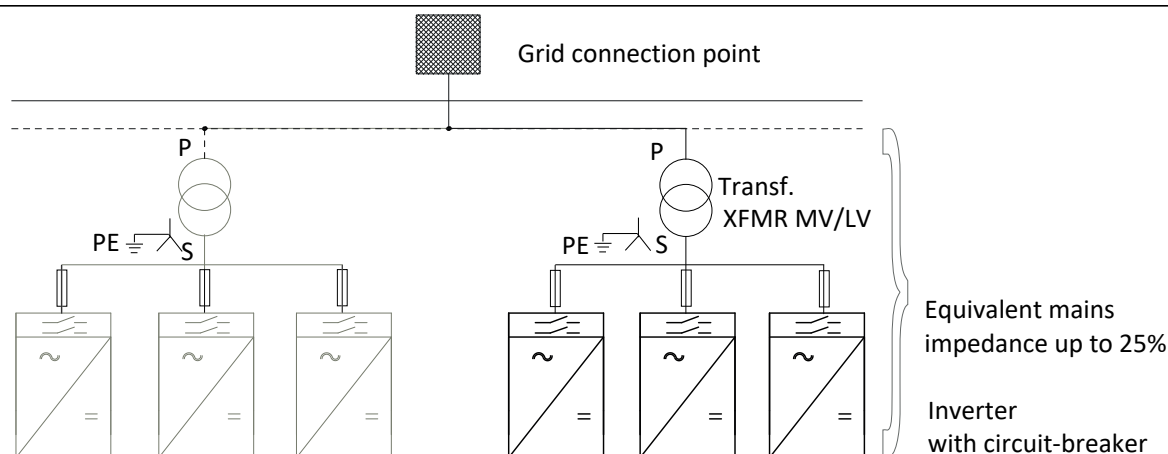 Grid connection point
P
P
Transf.
XFMR MV/LV
PE
S
PE
S
Equivalent mains
impedance up to 25%
Inverter
with circuit-breaker